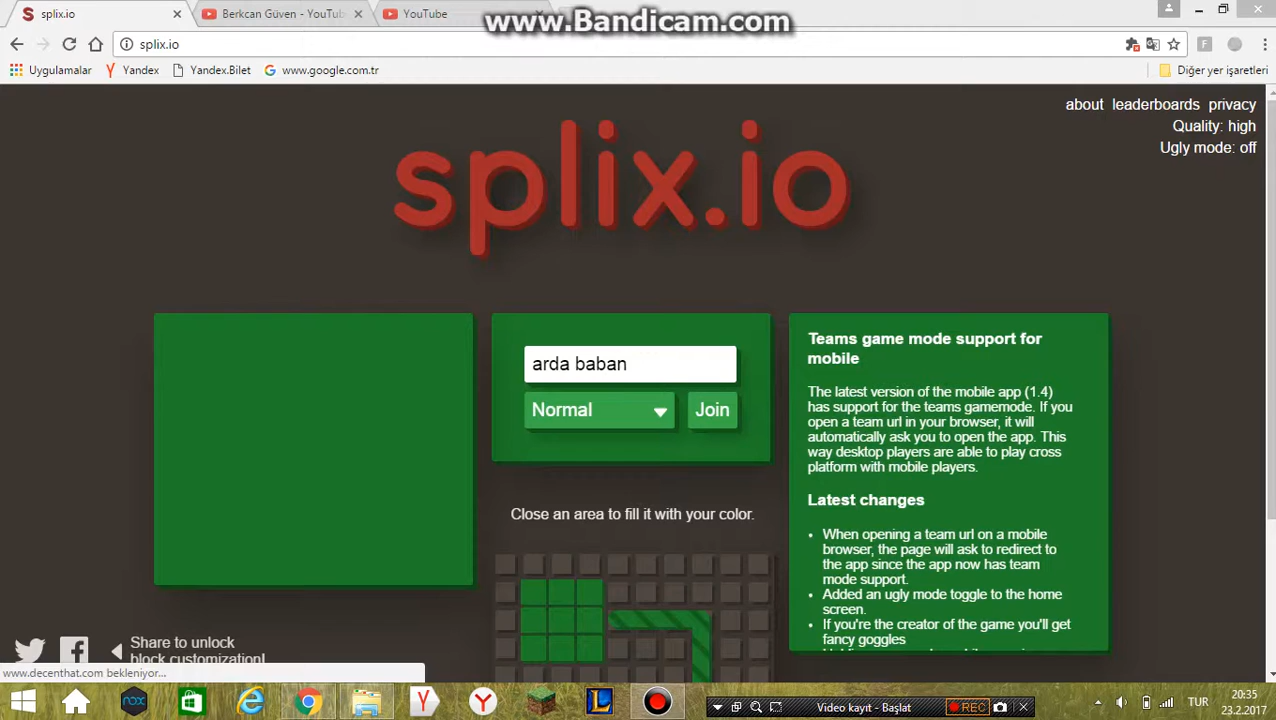 splix.io
Berkcan Güven - YouTub
YouTube
www.Bandicam.com
splix.io
Uygulamalar
Yandex
Yandex.Bilet
www.google.com.tr
Diğer yer işaretleri
about leaderboards privacy
Quality: high
Ugly mode: off
splix.io
arda baban
Normal
Join
Close an area to fill it with your color.
Teams game mode support for
mobile
The latest version of the mobile app (1.4)
has support for the teams gamemode. If you
open a team url in your browser, it will
automatically ask you to open the app. This
way desktop players are able to play cross
platform with mobile players.
Latest changes
• When opening a team url on a mobile
browser, the page will ask to redirect to
the app since the app now has team
mode support.
• Added an ugly mode toggle to the home
screen.
• If you're the creator of the game you'll get
fancy goggles
Share to unlock
block customization!
www.decenthat.com bekleniyor...
nox
Video kayıt - Başlat
REC
TUR
20:35
23.2.2017